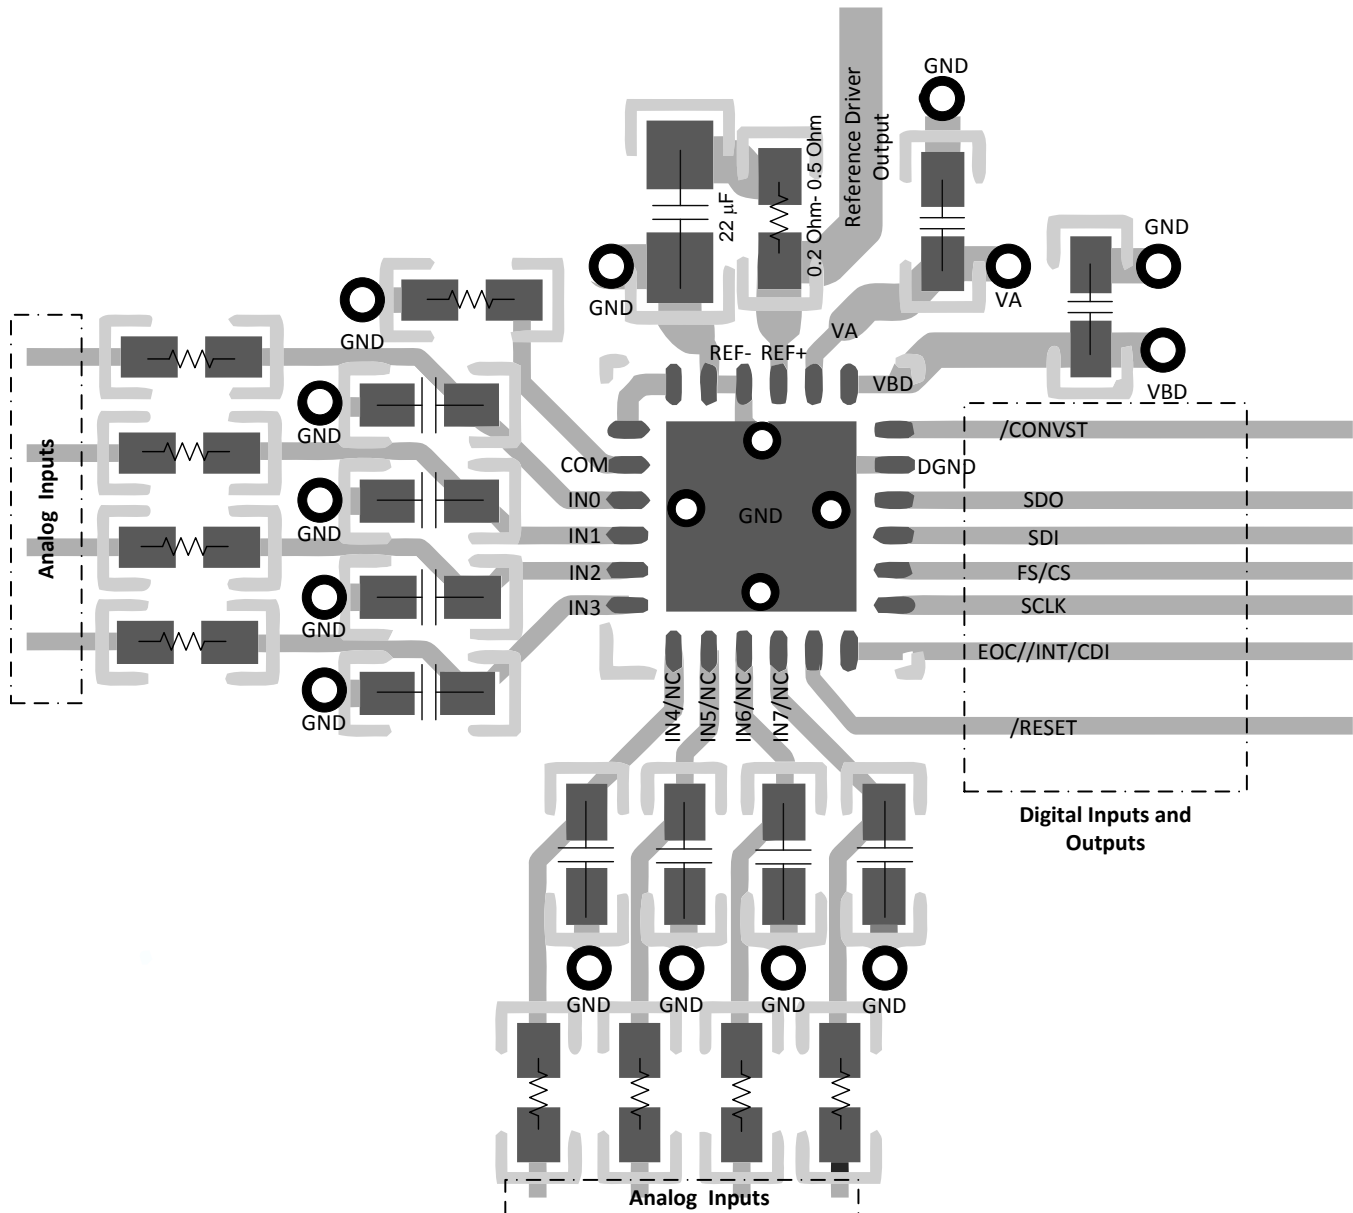 GND
Reference Driver
Output
0.2 Ohm- 0.5 Ohm
22 µF
GND
GND
VA
GND
VBD
GND
VA
REF- REF+
VBD
GND
GND
GND
GND
COM
IN0
IN1
IN2
IN3
GND
/CONVST
DGND
SDO
SDI
FS/CS
SCLK
EOC//INT/CDI
/RESET
Digital Inputs and
Outputs
Analog Inputs
IN4/NC
IN5/NC
IN6/NC
IN7/NC
GND
GND
GND
GND
GND
Analog Inputs